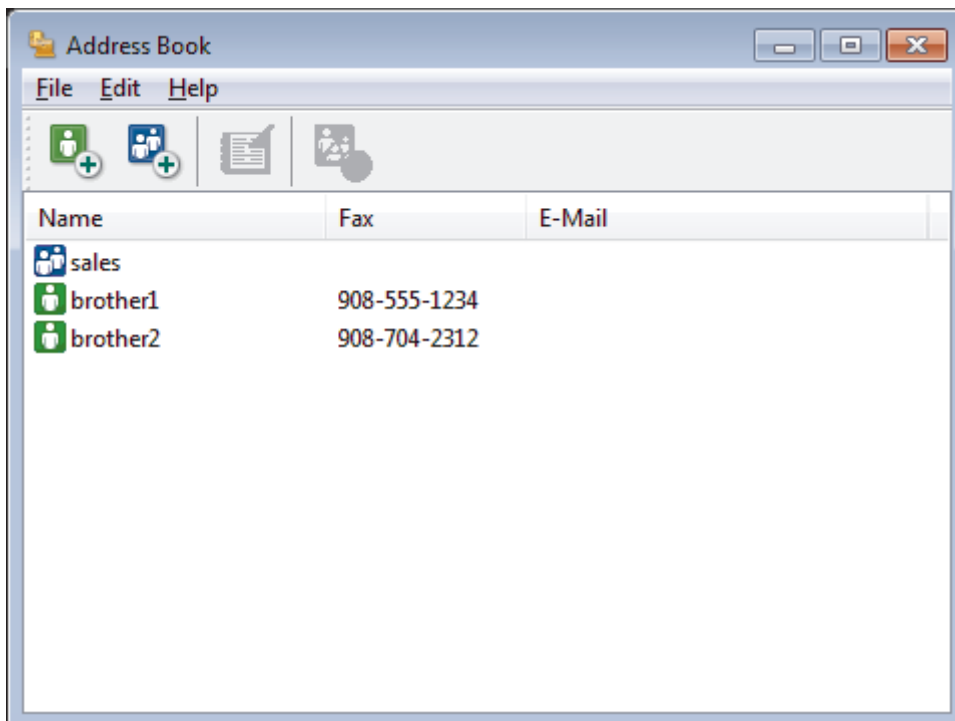 Address Book
File Edit Help
Name Fax E-Mail
sales
brother1 908-555-1234
brother2 908-704-2312